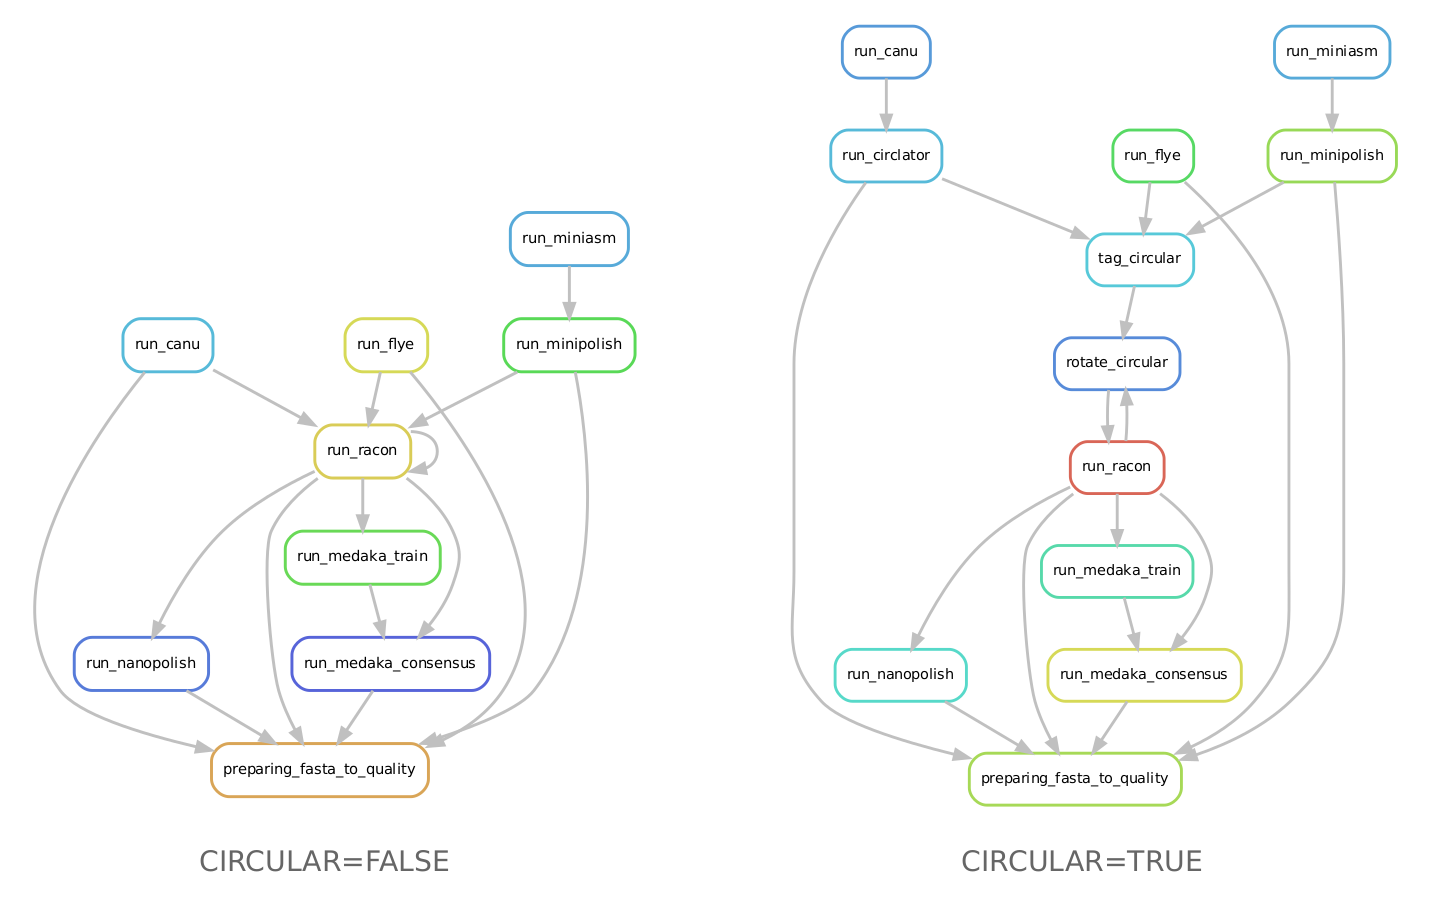 run_miniasm
run_canu
run_flye
run_minipolish
run_racon
run_medaka_train
run_nanopolish
run_medaka_consensus
preparing_fasta_to_quality
CIRCULAR=FALSE
run_canu
run_miniasm
run_circlator
run_flye
run_minipolish
tag_circular
rotate_circular
run_racon
run_medaka_train
run_nanopolish
run_medaka_consensus
preparing_fasta_to_quality
CIRCULAR=TRUE